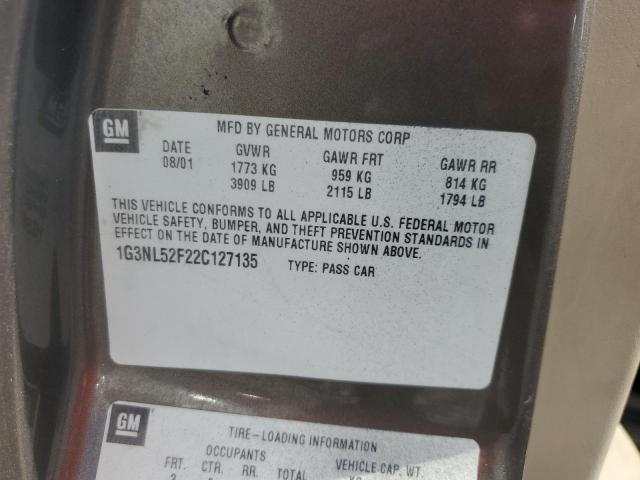 GM
MFD BY GENERAL MOTORS CORP
DATE GVWR GAWR FRT GAWR RR
08/01 1773 KG 959 KG 814 KG
3909 LB 2115 LB 1794 LB
THIS VEHICLE CONFORMS TO ALL APPLICABLE U.S. FEDERAL MOTOR
VEHICLE SAFETY, BUMPER, AND THEFT PREVENTION STANDARDS IN
EFFECT ON THE DATE OF MANUFACTURE SHOWN ABOVE.
1G3NL52F22C127135 TYPE: PASS CAR
GM
TIRE-LOADING INFORMATION
OCCUPANTS VEHICLE CAP. WT.
FRT. CTR. RR. TOTAL